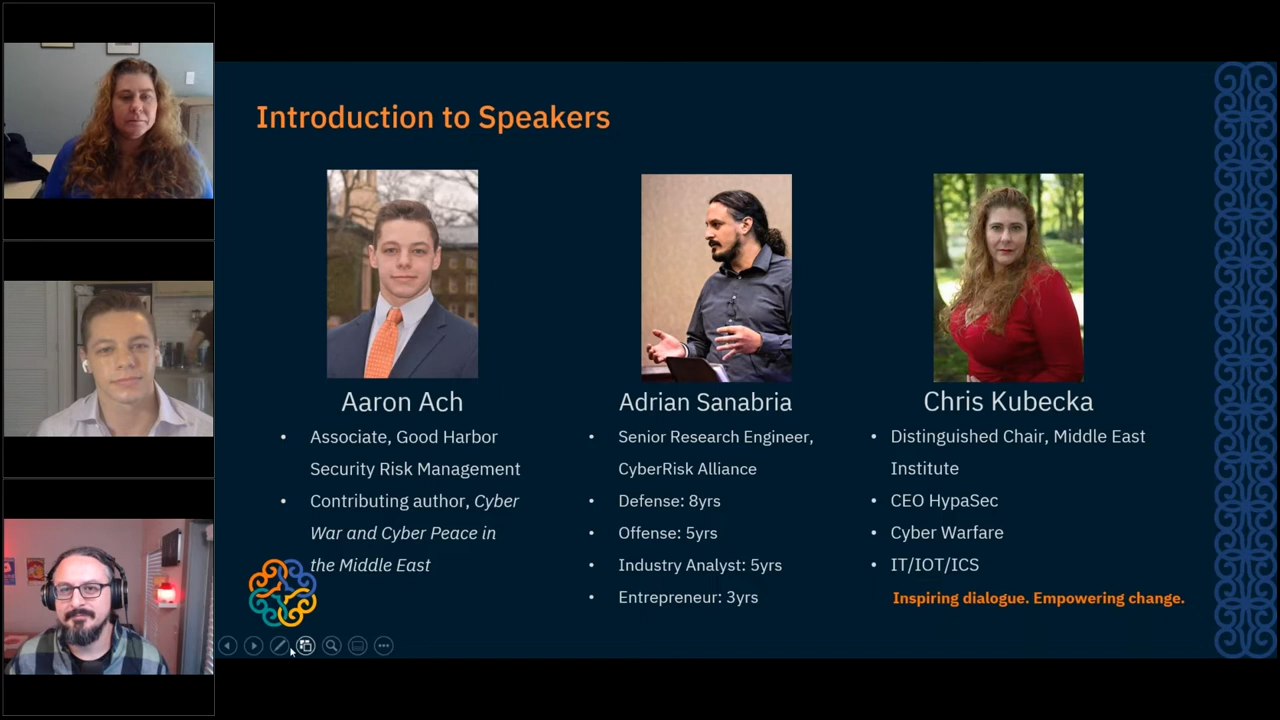 Introduction to Speakers
Aaron Ach
• Associate, Good Harbor
Security Risk Management
• Contributing author, Cyber
War and Cyber Peace in
the Middle East
Adrian Sanabria
• Senior Research Engineer,
CyberRisk Alliance
• Defense: 8yrs
• Offense: 5yrs
• Industry Analyst: 5yrs
• Entrepreneur: 3yrs
Chris Kubecka
• Distinguished Chair, Middle East
Institute
• CEO HypaSec
• Cyber Warfare
• IT/IOT/ICS
Inspiring dialogue. Empowering change.